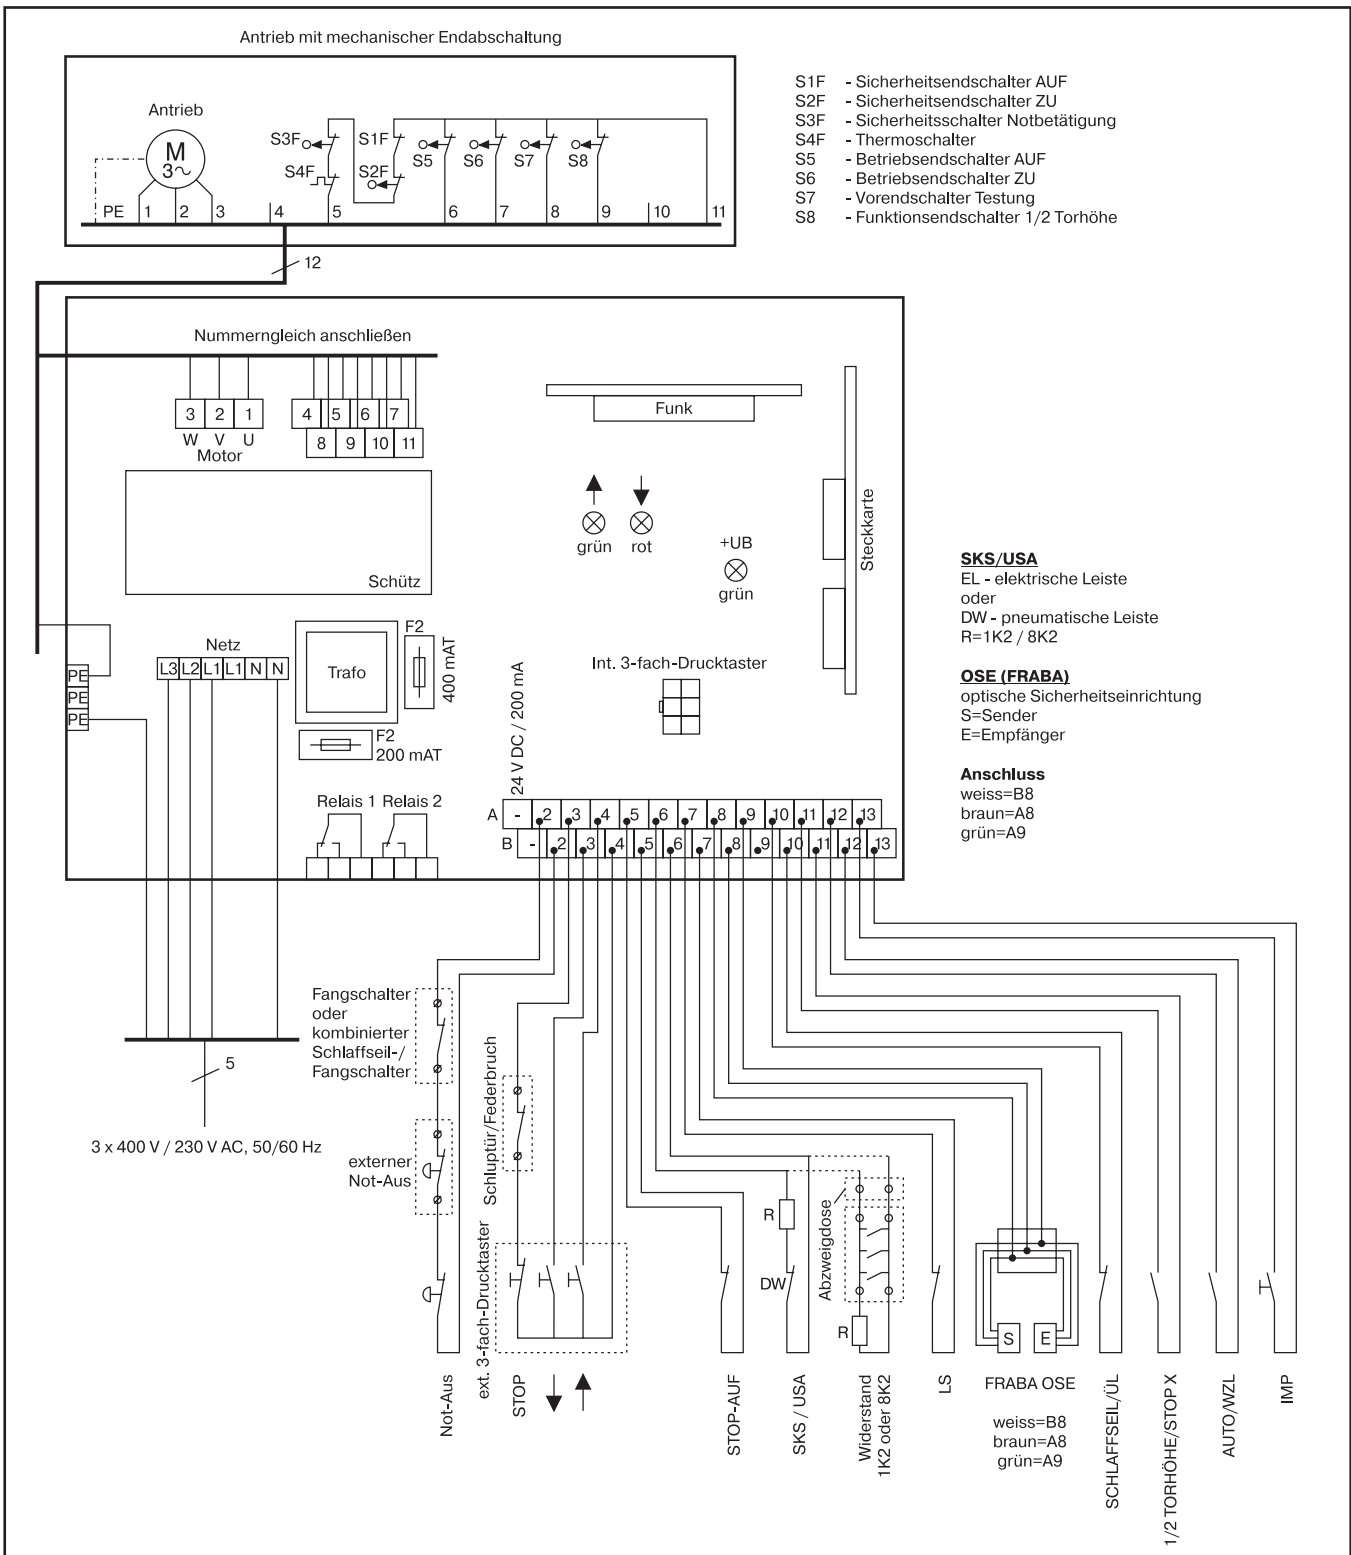 Antrieb mit mechanischer Endabschaltung
Antrieb
M
3~
S3F
S4F
S1F
S2F
S5
S6
S7
S8
PE 1 2 3 4 5 6 7 8 9 10 11
12
S1F - Sicherheitsendschalter AUF
S2F - Sicherheitsendschalter ZU
S3F - Sicherheitsschalter Notbetätigung
S4F - Thermoschalter
S5 - Betriebsendschalter AUF
S6 - Betriebsendschalter ZU
S7 - Vorendschalter Testung
S8 - Funktionsendschalter 1/2 Torhöhe
Nummerngleich anschließen
3 2 1
W V U
Motor
4 5 6 7
8 9 10 11
Schütz
Funk
Steckkarte
grün
rot
+UB
grün
Netz
L3 L2 L1 L1 N N
PE
PE
PE
Trafo
F2
400 mAT
F2
200 mAT
Int. 3-fach-Drucktaster
24 V DC / 200 mA
Relais 1 Relais 2
A - 2 3 4 5 6 7 8 9 10 11 12 13
B - 2 3 4 5 6 7 8 9 10 11 12 13
SKS/USA
EL - elektrische Leiste
oder
DW - pneumatische Leiste
R=1K2 / 8K2
OSE (FRABA)
optische Sicherheitseinrichtung
S=Sender
E=Empfänger
Anschluss
weiss=B8
braun=A8
grün=A9
5
3 x 400 V / 230 V AC, 50/60 Hz
Fangschalter
oder
kombinierter
Schlaffseil-/
Fangschalter
externer
Not-Aus
Schluptür/Federbruch
ext. 3-fach-Drucktaster
Abzweigdose
R
DW
R
S
E
Not-Aus
STOP
STOP-AUF
SKS / USA
Widerstand
1K2 oder 8K2
LS
FRABA OSE
weiss=B8
braun=A8
grün=A9
SCHLAFFSEIL/ÜL
1/2 TORHÖHE/STOP X
AUTO/WZL
IMP